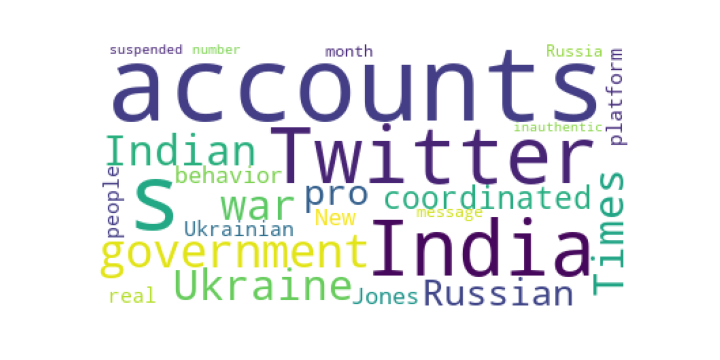 suspended number month Russia
accounts
platform
inauthentic
Twitter
Indian
behavior
people
s
pro coordinated
war
New message
Times
Ukrainian
government India
Ukraine
real Jones Russian